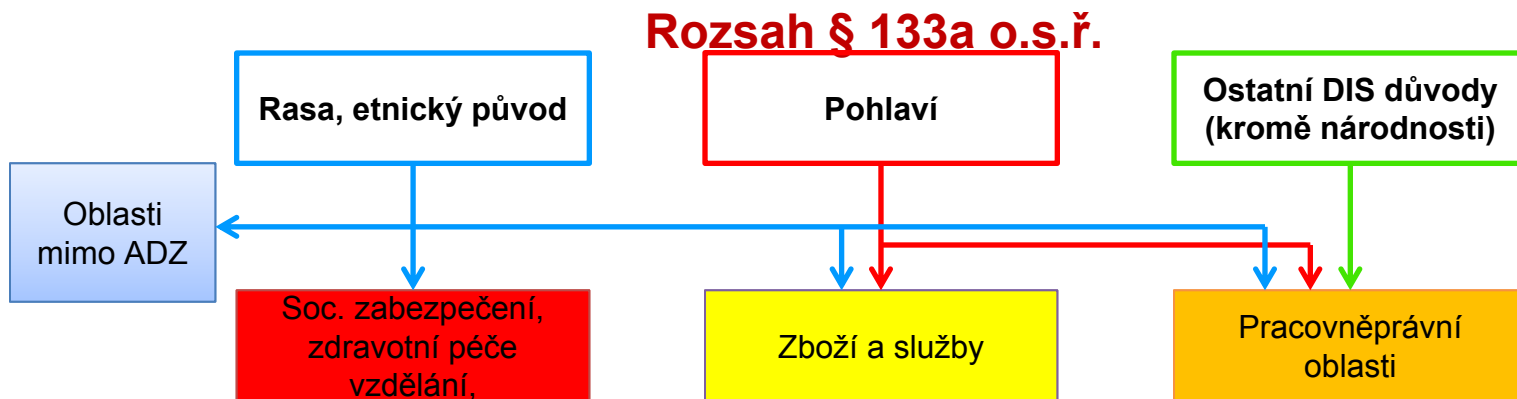 Rozsah § 133a o.s.ř.
Rasa, etnický původ
Pohlaví
Ostatní DIS důvody
(kromě národnosti)
Oblasti
mimo ADZ
Soc. zabezpečení,
zdravotní péče
vzdělání,
Zboží a služby
Pracovněprávní
oblasti